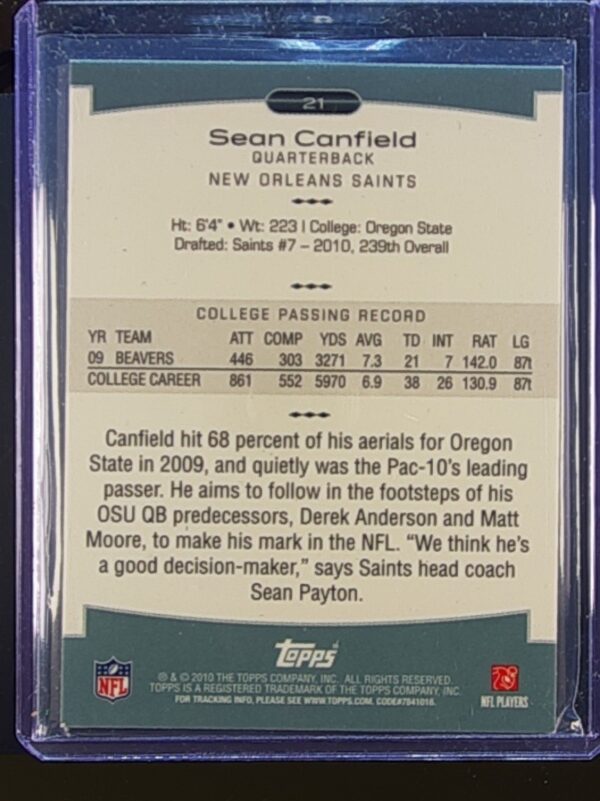 21
Sean Canfield
QUARTERBACK
NEW ORLEANS SAINTS
Ht: 6'4" • Wt: 223 | College: Oregon State
Drafted: Saints #7 – 2010, 239th Overall
COLLEGE PASSING RECORD
YR TEAM ATT COMP YDS AVG TD INT RAT LG
09 BEAVERS 446 303 3271 7.3 21 7 142.0 87t
COLLEGE CAREER 861 552 5970 6.9 38 26 130.9 87t
Canfield hit 68 percent of his aerials for Oregon
State in 2009, and quietly was the Pac-10's leading
passer. He aims to follow in the footsteps of his
OSU QB predecessors, Derek Anderson and Matt
Moore, to make his mark in the NFL. "We think he's
a good decision-maker," says Saints head coach
Sean Payton.
Topps
® & © 2010 THE TOPPS COMPANY, INC. ALL RIGHTS RESERVED.
TOPPS IS A REGISTERED TRADEMARK OF THE TOPPS COMPANY, INC.
FOR TRACKING INFO, PLEASE SEE WWW.TOPPS.COM. CODE#7841016.
NFL
NFL PLAYERS